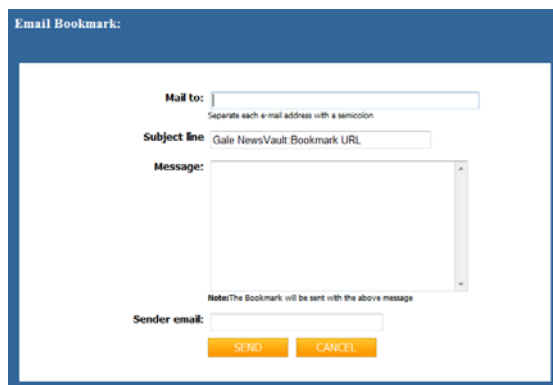 Email Bookmark:
Mail to:
Separate each e-mail address with a semicolon
Subject line Gale NewsVault:Bookmark URL
Message:
Note:The Bookmark will be sent with the above message
Sender email:
SEND CANCEL